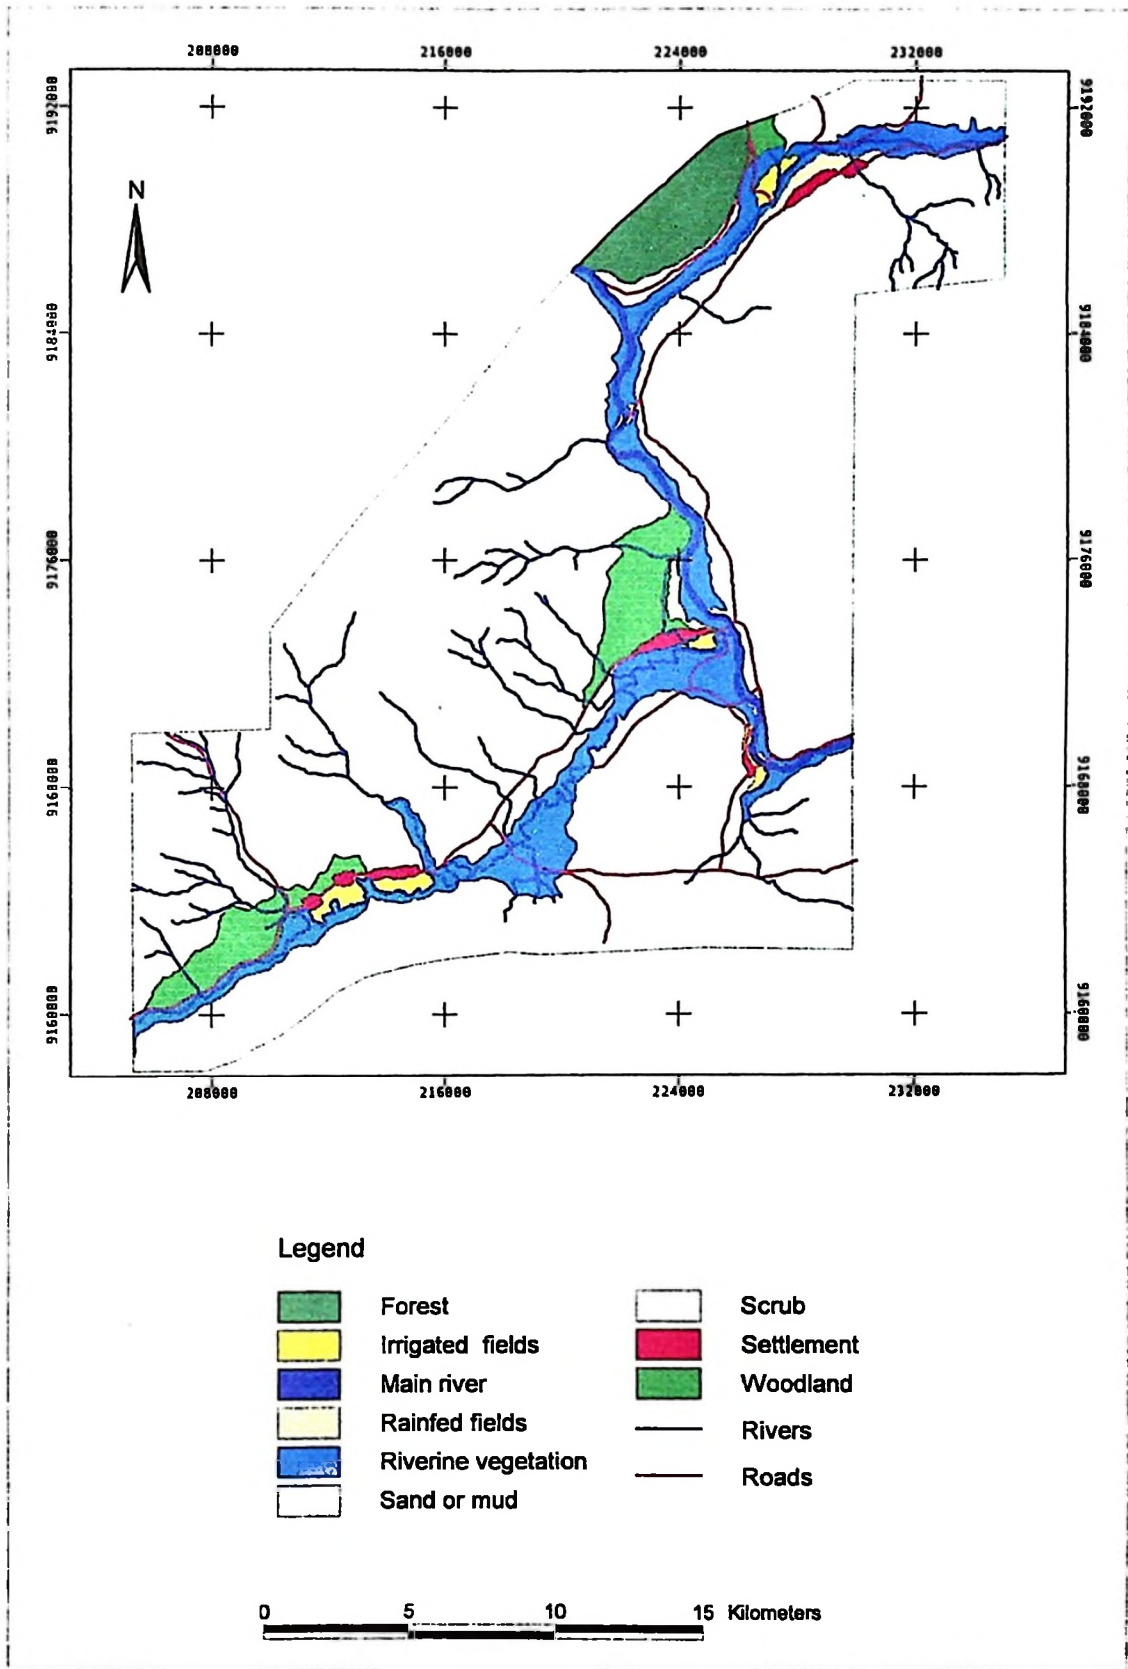 208000 216000 224000 232000
9192000 9192000
N
9184000 9184000
9176000 9176000
9168000 9168000
9160000 9160000
208000 216000 224000 232000
Legend
Forest Scrub
Irrigated fields Settlement
Main river Woodland
Rainfed fields Rivers
Riverine vegetation
Sand or mud Roads
0 5 10 15 Kilometers